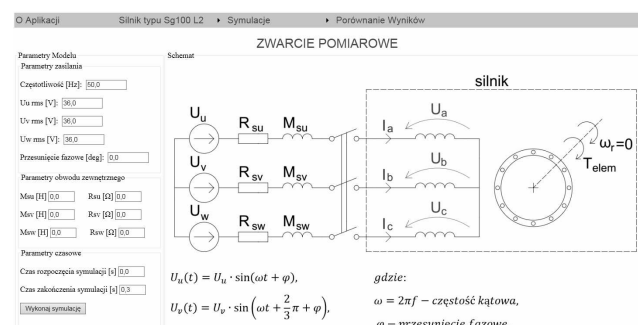 O Aplikacji Silnik typu Sg100 L2 Symulacje Porównanie Wyników
ZWARCIE POMIAROWE
Parametry Modelu
Parametry zasilania
Częstotliwość [Hz]: 50,0
Uu rms [V]: 36,0
Uv rms [V]: 36,0
Uw rms [V]: 36,0
Przesunięcie fazowe [deg]: 0,0
Parametry obwodu zewnętrznego
Msu [H] 0,0 Rsu [Ω] 0,0
Msv [H] 0,0 Rsv [Ω] 0,0
Msw [H] 0,0 Rsw [Ω] 0,0
Parametry czasowe
Czas rozpoczęcia symulacji [s] 0,0
Czas zakończenia symulacji [s] 0,3
Wykonaj symulację
Schemat
silnik
Uu Rsu Msu Ia Ua
Uv Rsv Msv Ib Ub
Uw Rsw Msw Ic Uc
ωr=0
Telem
Uu(t) = Uu · sin(ωt + φ),
Uv(t) = Uv · sin(ωt + 2/3 π + φ),
gdzie:
ω = 2πf − częstość kątowa,
φ − przesunięcie fazowe